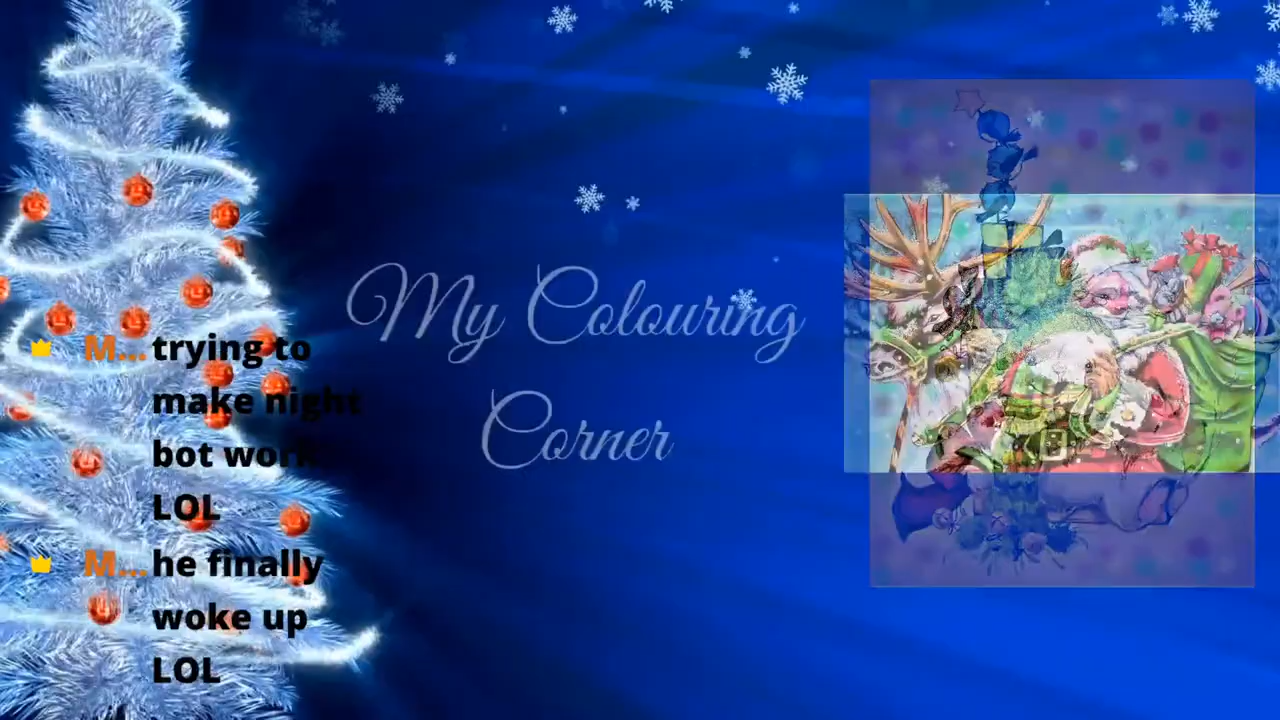 My Colouring
Corner
M... trying to
make night
bot work
LOL
M... he finally
woke up
LOL